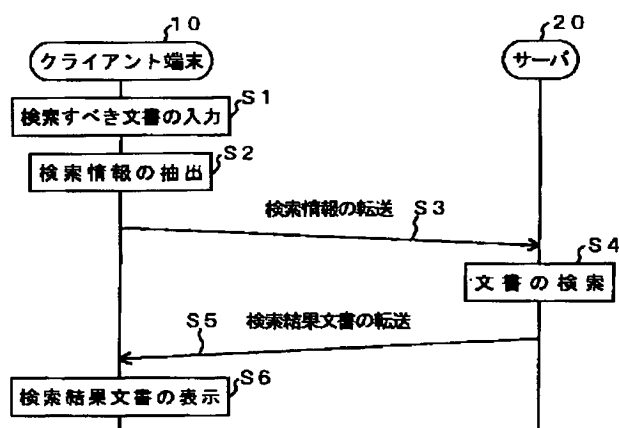 10
20
クライアント端末
サーバ
S1
検索すべき文書の入力
S2
検索情報の抽出
検索情報の転送 S3
S4
文書の検索
S5 検索結果文書の転送
S6
検索結果文書の表示